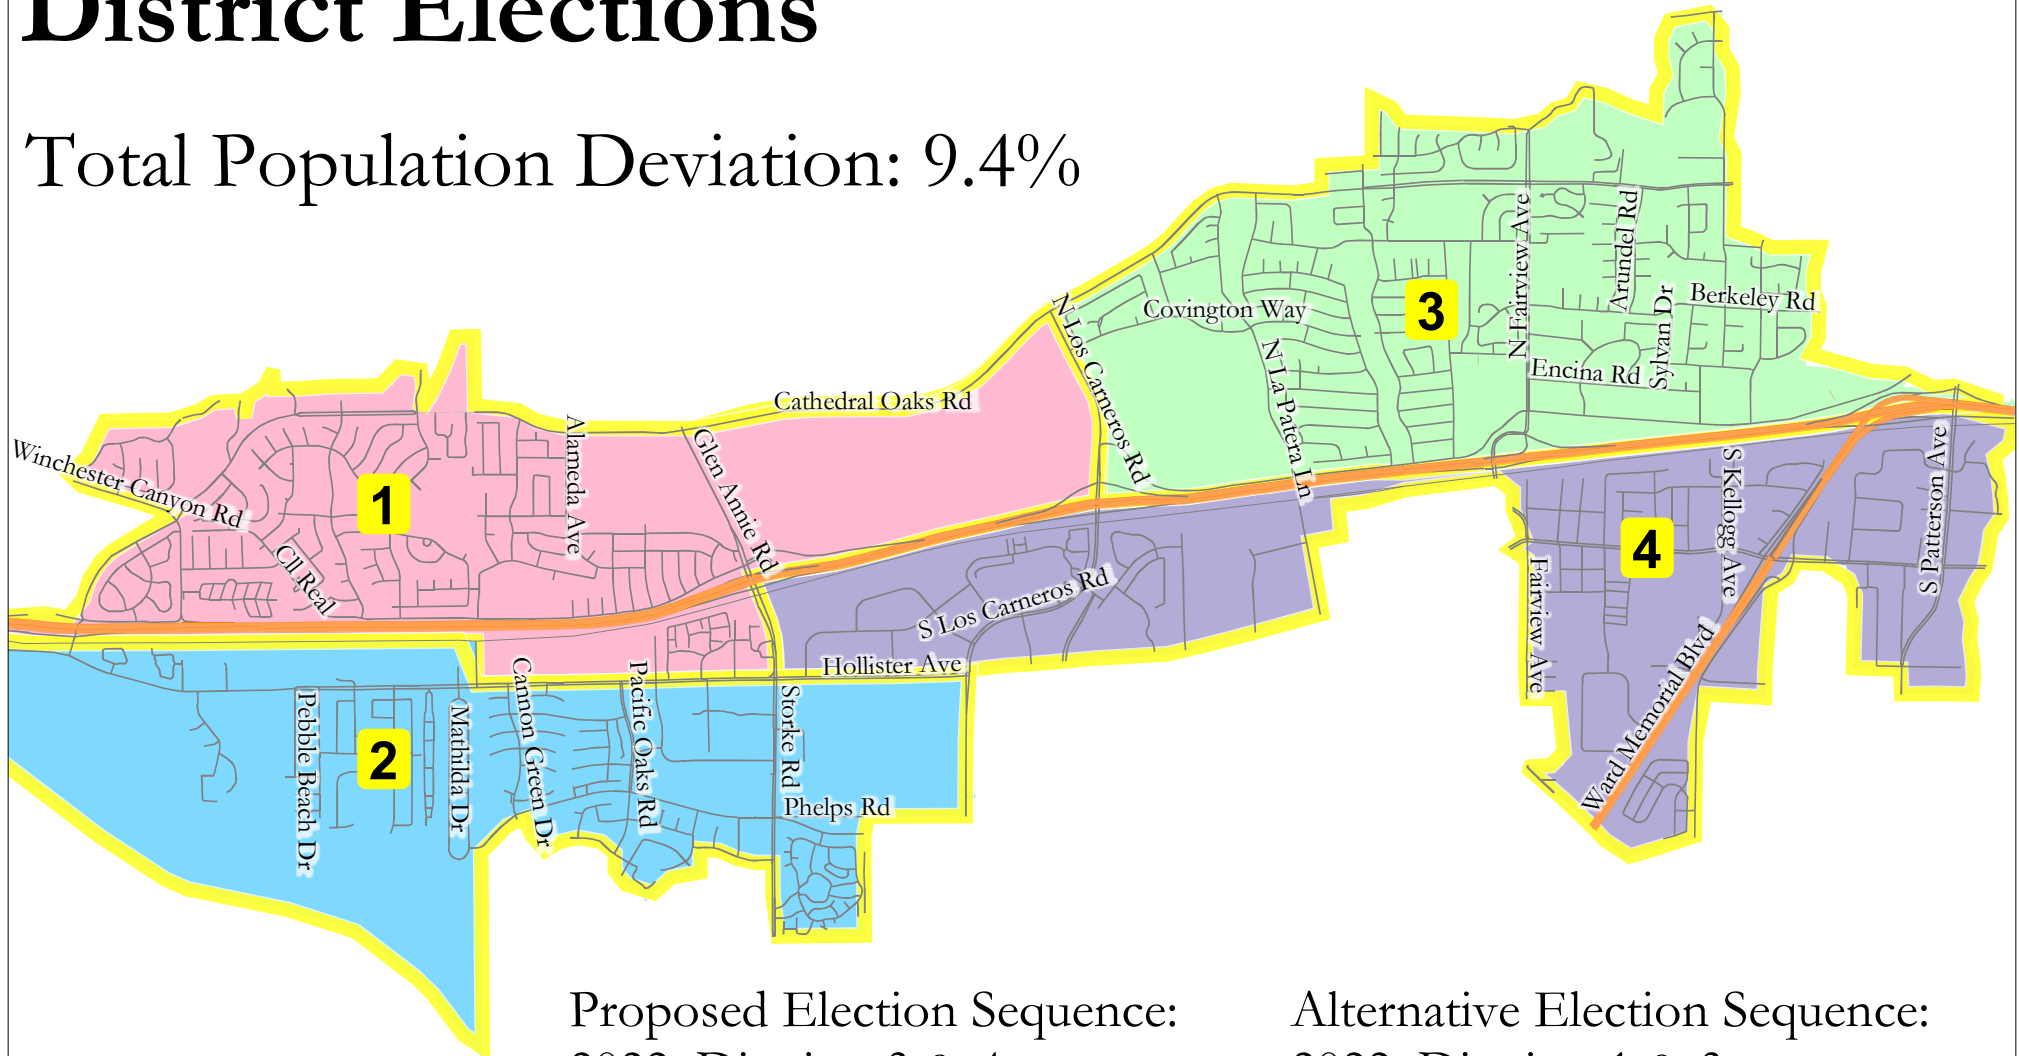 District Elections
Total Population Deviation: 9.4%
N Fairview Ave
Arundel Rd
Sylvan Dr
Berkeley Rd
Encina Rd
3
Covington Way
N Los Carneros Rd
N La Patera Ln
Cathedral Oaks Rd
Winchester Canyon Rd
1
Alameda Ave
Glen Annie Rd
Cll Real
S Los Carneros Rd
Hollister Ave
4
S Kellogg Ave
S Patterson Ave
Fairview Ave
Ward Memorial Blvd
Pebble Beach Dr
2
Mathilda Dr
Cannon Green Dr
Pacific Oaks Rd
Storke Rd
Phelps Rd
Proposed Election Sequence:
Alternative Election Sequence: